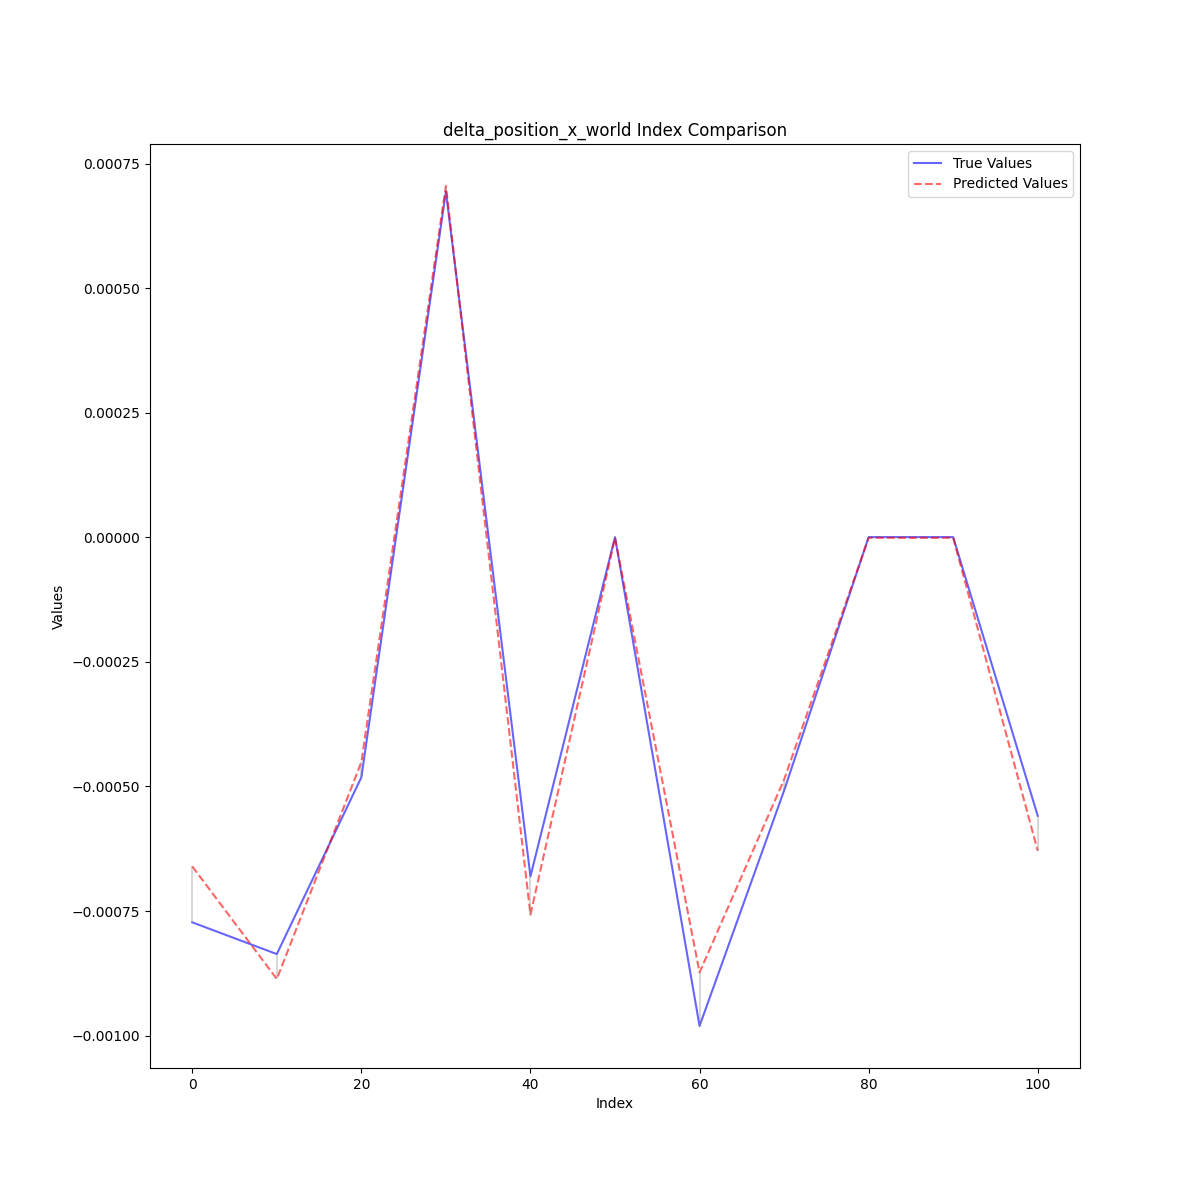 delta_position_x_world Index Comparison
True Values
Predicted Values
0.00075
0.00050
0.00025
0.00000
−0.00025
−0.00050
−0.00075
−0.00100
Values
0 20 40 60 80 100
Index